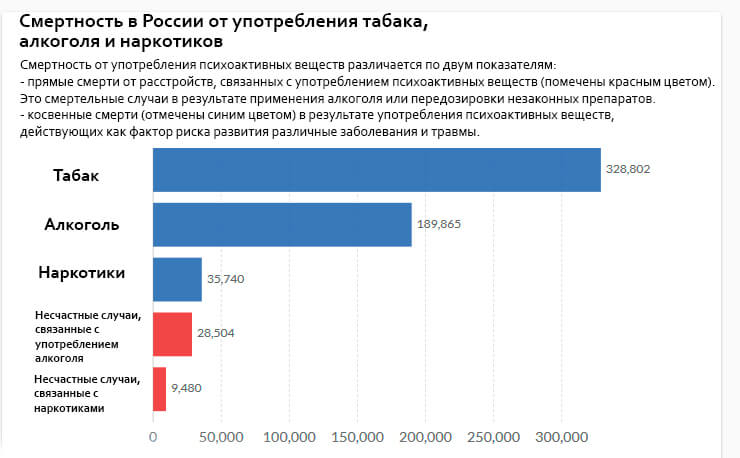 Смертность в России от употребления табака,
алкоголя и наркотиков
Смертность от употребления психоактивных веществ различается по двум показателям:
- прямые смерти от расстройств, связанных с употреблением психоактивных веществ (помечены красным цветом).
Это смертельные случаи в результате применения алкоголя или передозировки незаконных препаратов.
- косвенные смерти (отмечены синим цветом) в результате употребления психоактивных веществ,
действующих как фактор риска развития различные заболевания и травмы.
Табак
328,802
Алкоголь
189,865
Наркотики
35,740
Несчастные случаи,
связанные с
употреблением
алкоголя
28,504
Несчастные случаи,
связанные с
наркотиками
9,480
0 50,000 100,000 150,000 200,000 250,000 300,000